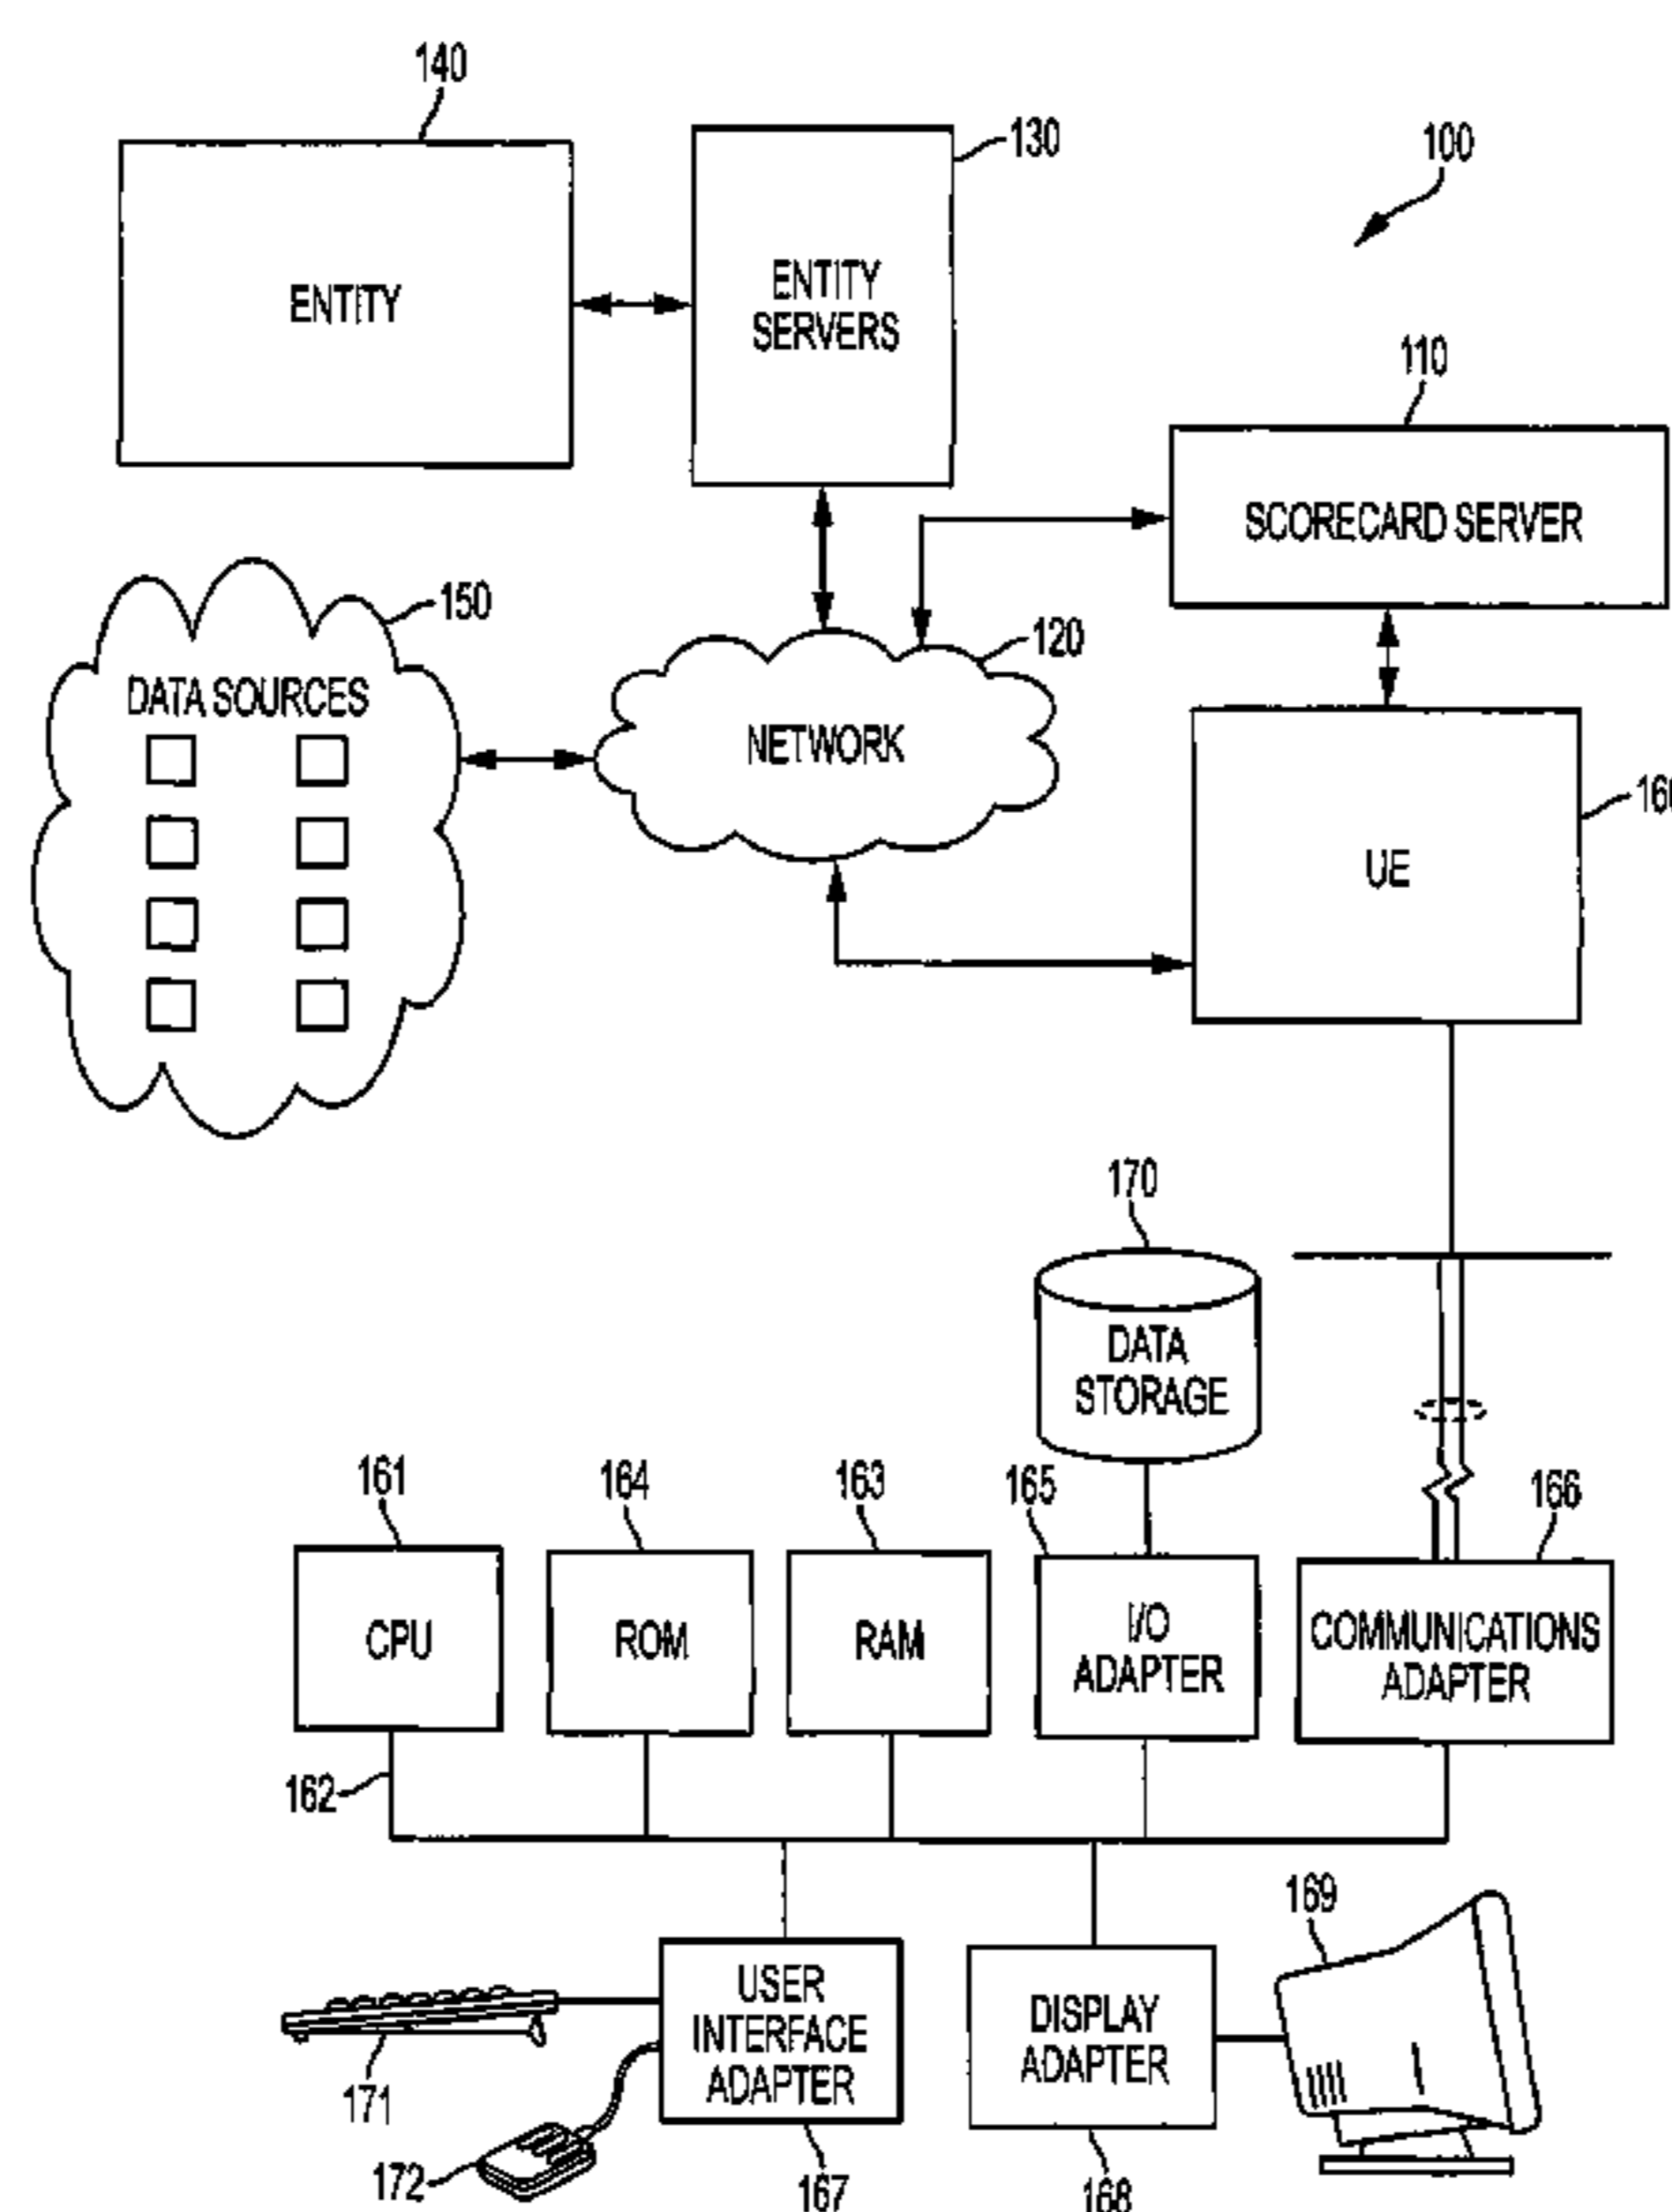 140
130
100
ENTITY
ENTITY
SERVERS
110
SCORECARD SERVER
150
120
DATA SOURCES
NETWORK
160
UE
170
DATA
STORAGE
161
164
163
165
166
CPU
ROM
RAM
I/O
ADAPTER
COMMUNICATIONS
ADAPTER
162
169
USER
INTERFACE
ADAPTER
DISPLAY
ADAPTER
171
172
167
168